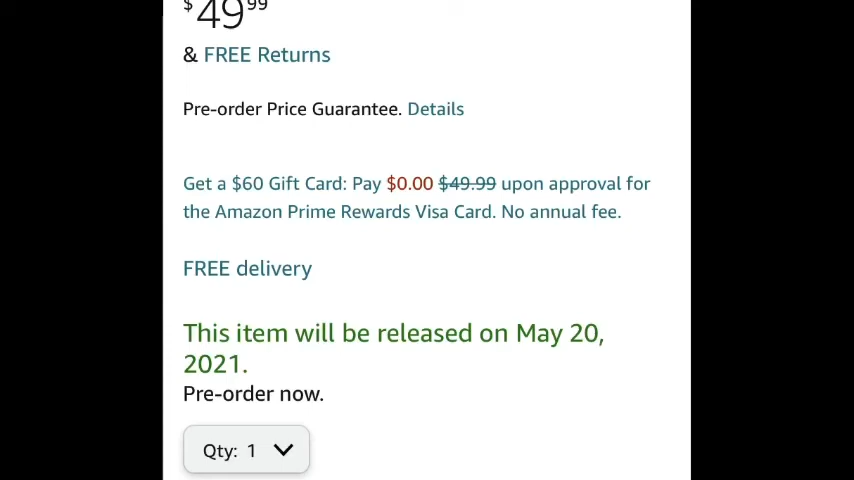 $49.99
& FREE Returns
Pre-order Price Guarantee. Details
Get a $60 Gift Card: Pay $0.00 $49.99 upon approval for
the Amazon Prime Rewards Visa Card. No annual fee.
FREE delivery
This item will be released on May 20,
2021.
Pre-order now.
Qty: 1